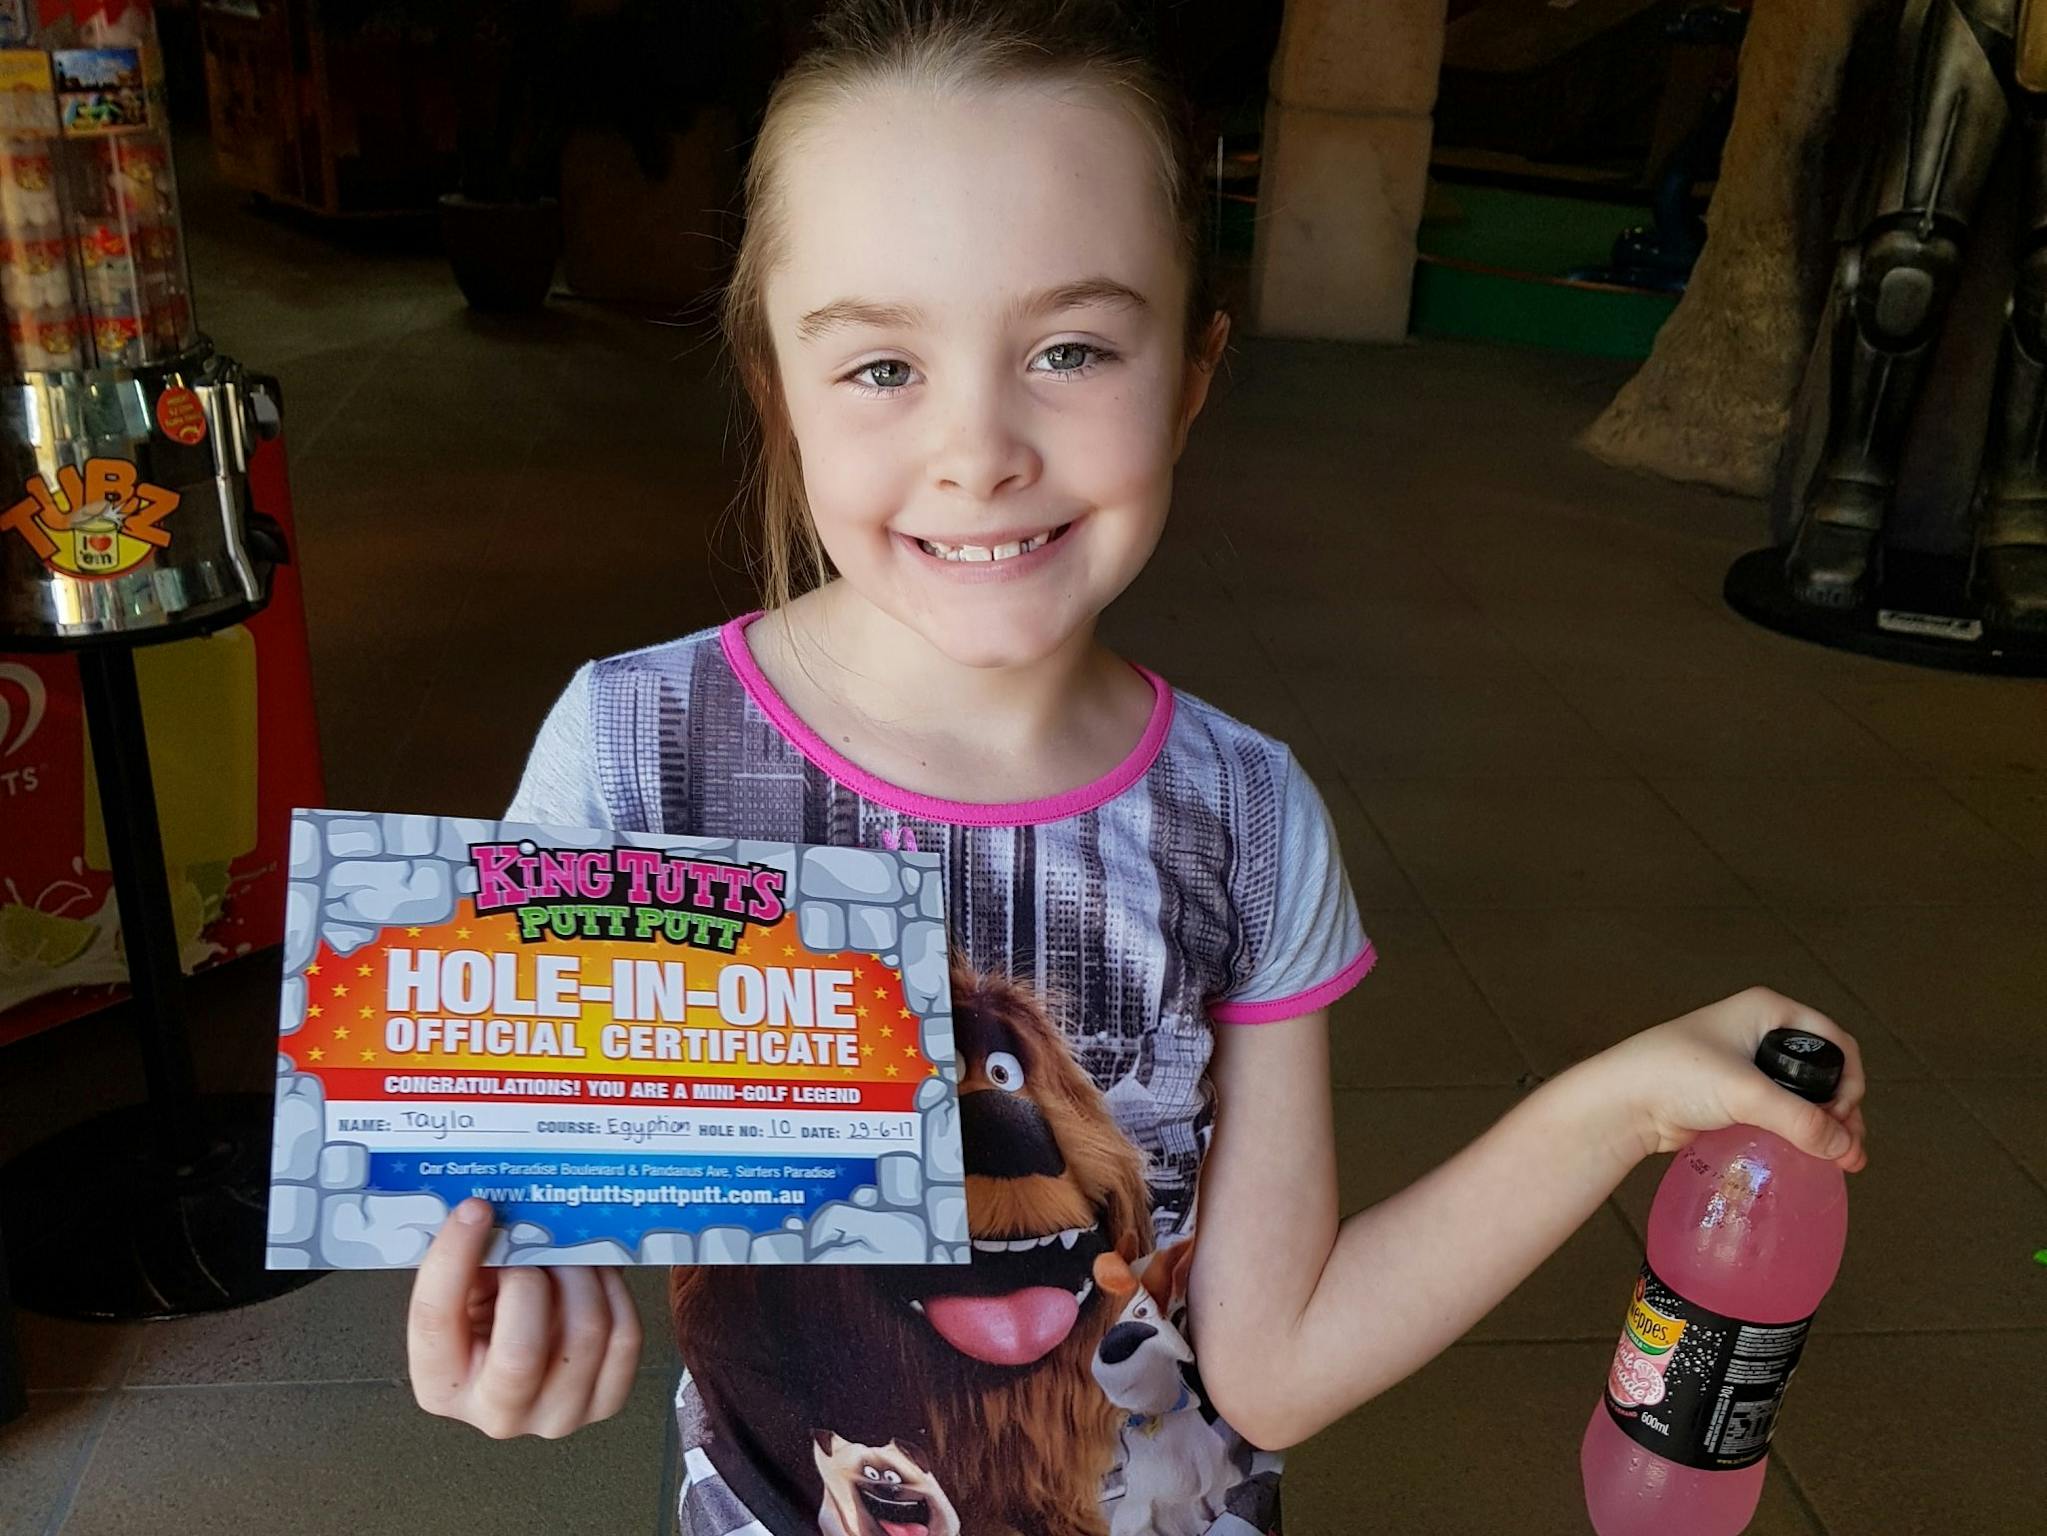 TUBZ
I ♥
'em
TS
KING TUTT'S
PUTT PUTT
HOLE-IN-ONE
OFFICIAL CERTIFICATE
CONGRATULATIONS! YOU ARE A MINI-GOLF LEGEND
NAME: Tayla COURSE: Egyptian HOLE NO: 10 DATE: 29-6-17
Cnr Surfers Paradise Boulevard & Pandanus Ave, Surfers Paradise
www.kingtuttsputtputt.com.au
eppes
600mL